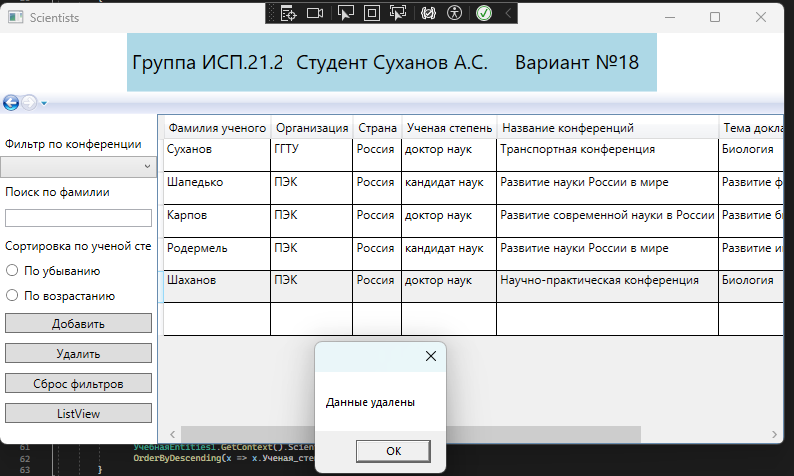 Scientists
Группа ИСП.21.2 Студент Суханов А.С. Вариант №18
Фильтр по конференции
Поиск по фамилии
Сортировка по ученой сте
По убыванию
По возрастанию
Добавить
Удалить
Сброс фильтров
ListView
Фамилия ученого Организация Страна Ученая степень Название конференций Тема докла
Суханов ГГТУ Россия доктор наук Транспортная конференция Биология
Шапедько ПЭК Россия кандидат наук Развитие науки России в мире Развитие ф
Карпов ПЭК Россия доктор наук Развитие современной науки в России Развитие би
Родермель ПЭК Россия кандидат наук Развитие науки России в мире Развитие ин
Шаханов ПЭК Россия доктор наук Научно-практическая конференция Биология
Данные удалены
OK
61 УчебнаяEntities1.GetContext().Scien
62 OrderByDescending(x => x.Ученая_сте
63 }